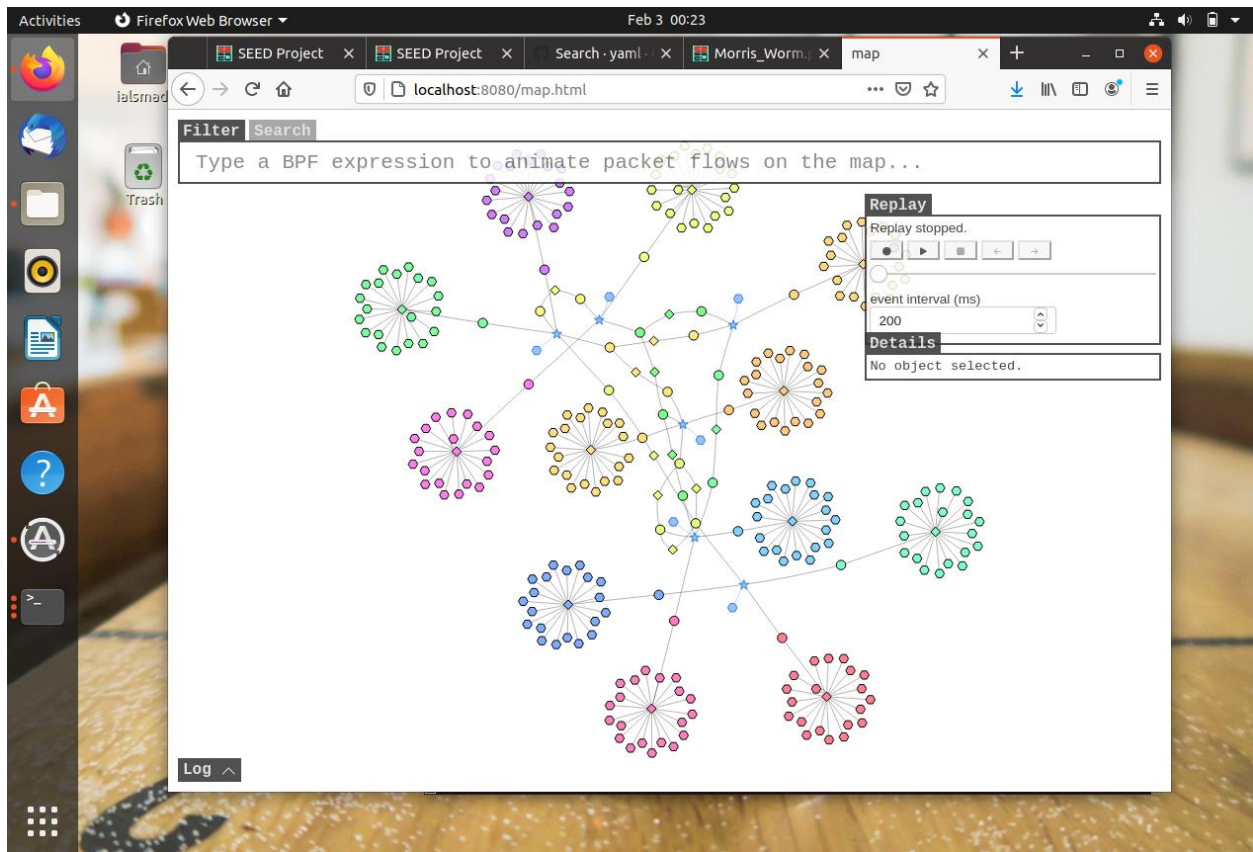 Activities
Firefox Web Browser
Feb 3 00:23
ialsmad
Trash
SEED Project
SEED Project
Search · yaml ·
Morris_Worm.
map
localhost:8080/map.html
Filter
Search
Type a BPF expression to animate packet flows on the map...
Replay
Replay stopped.
event interval (ms)
200
Details
No object selected.
Log